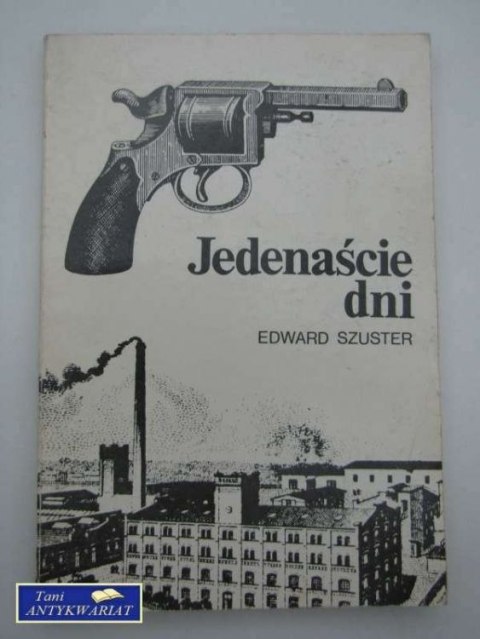 Jedenaście
dni
EDWARD SZUSTER
Tani
ANTYKWARIAT